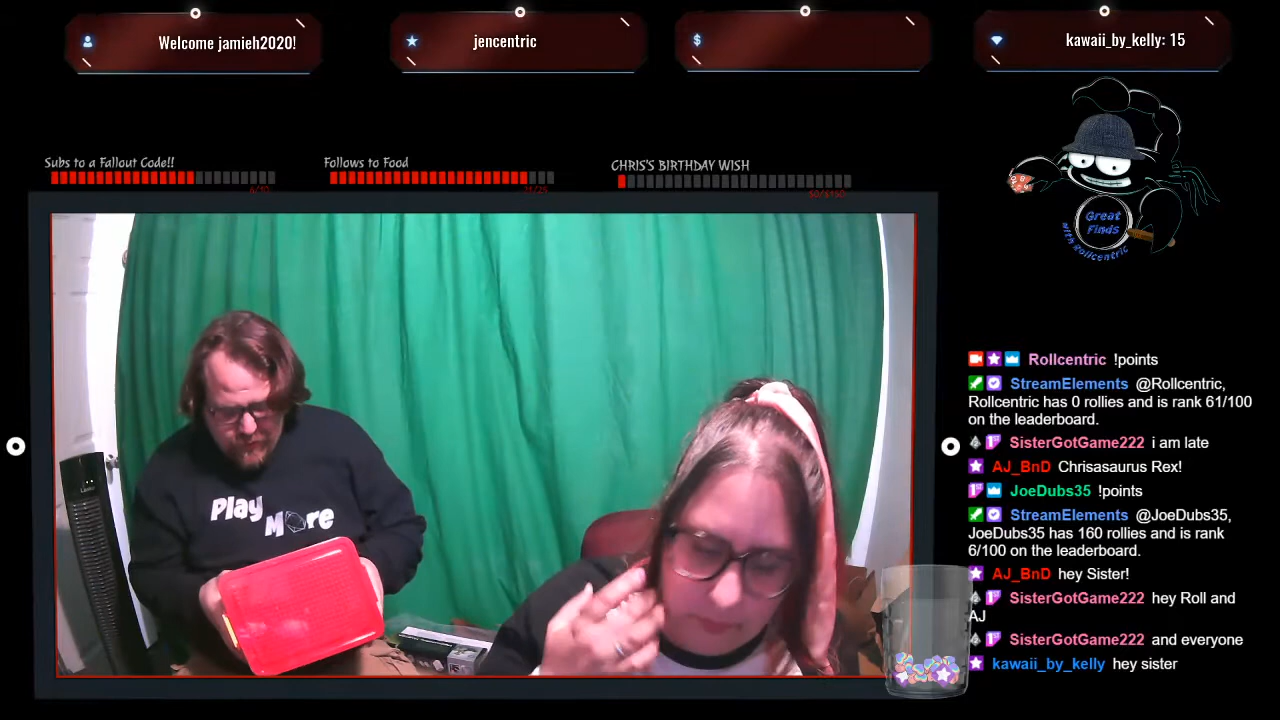 Welcome jamieh2020!
jencentric
kawaii_by_kelly: 15
Subs to a Fallout Code!!
Follows to Food
CHRIS'S BIRTHDAY WISH
Great
Finds
with Rollcentric
Play
More
Rollcentric !points
StreamElements @Rollcentric,
Rollcentric has 0 rollies and is rank 61/100
on the leaderboard.
SisterGotGame222 i am late
AJ_BnD Chrisasaurus Rex!
JoeDubs35 !points
StreamElements @JoeDubs35,
JoeDubs35 has 160 rollies and is rank
6/100 on the leaderboard.
AJ_BnD hey Sister!
SisterGotGame222 hey Roll and
AJ
SisterGotGame222 and everyone
kawaii_by_kelly hey sister